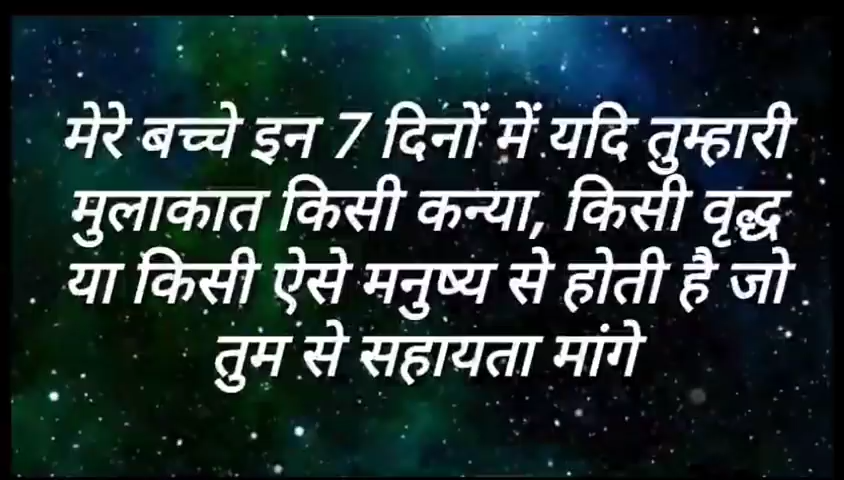 मेरे बच्चे इन 7 दिनों में यदि तुम्हारी
मुलाकात किसी कन्या, किसी वृद्ध
या किसी ऐसे मनुष्य से होती है जो
तुम से सहायता मांगे